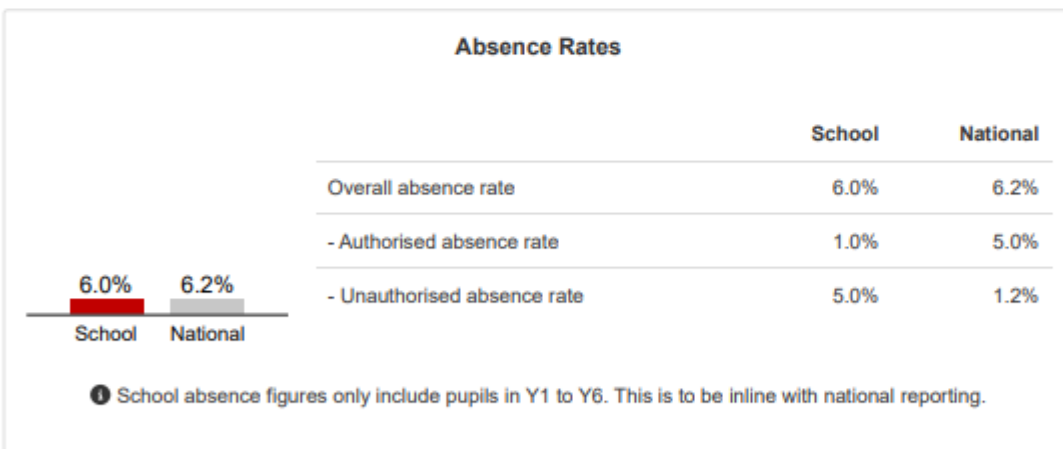 Absence Rates
School National
Overall absence rate 6.0% 6.2%
- Authorised absence rate 1.0% 5.0%
- Unauthorised absence rate 5.0% 1.2%
6.0% 6.2%
School National
School absence figures only include pupils in Y1 to Y6. This is to be inline with national reporting.